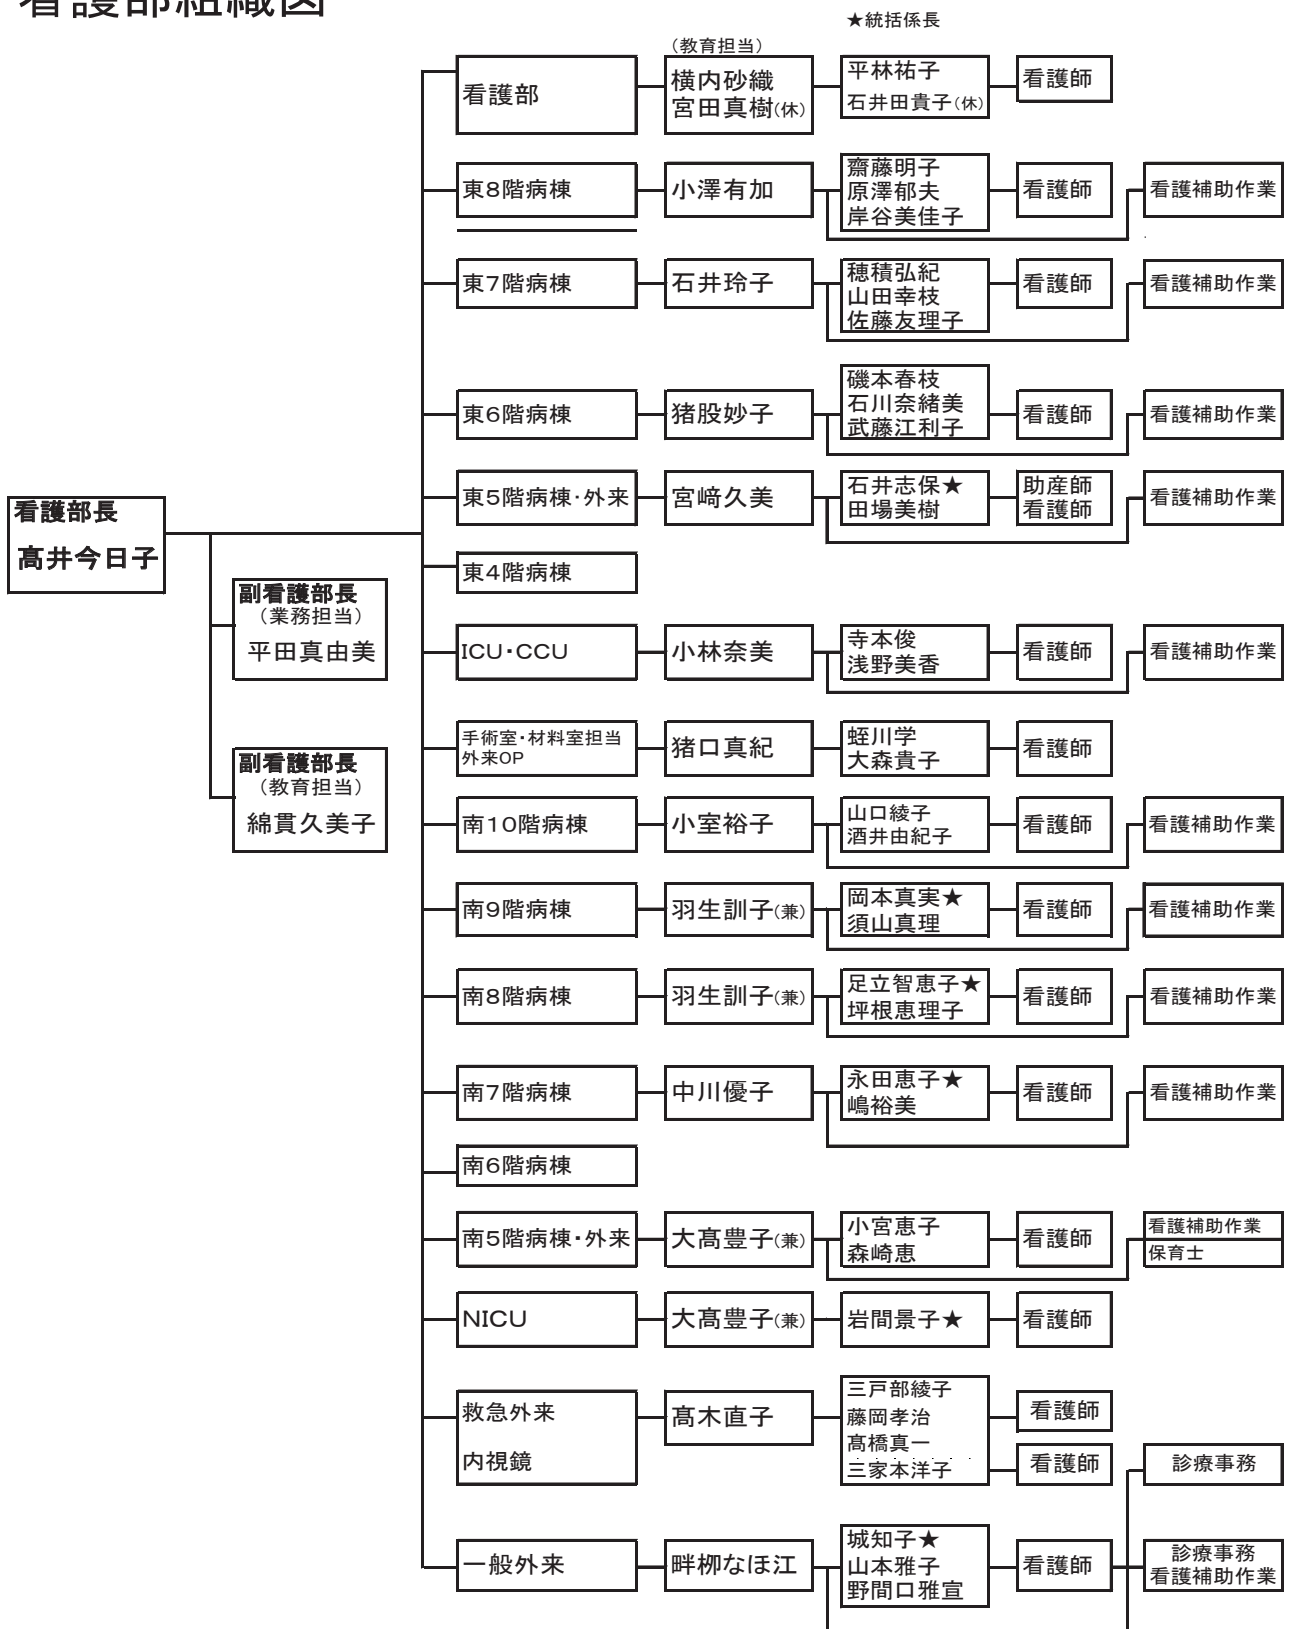 看護部組織図
★統括係長
(教育担当)
看護部
横内砂織
宮田真樹(休)
平林祐子
石井田貴子(休)
看護師
東8階病棟
小澤有加
齋藤明子
原澤郁夫
岸谷美佳子
看護師
看護補助作業
東7階病棟
石井玲子
穂積弘紀
山田幸枝
佐藤友理子
看護師
看護補助作業
東6階病棟
猪股妙子
磯本春枝
石川奈緒美
武藤江利子
看護師
看護補助作業
東5階病棟・外来
宮﨑久美
石井志保★
田場美樹
助産師
看護師
看護補助作業
看護部長
髙井今日子
東4階病棟
副看護部長
(業務担当)
平田真由美
ICU・CCU
小林奈美
寺本俊
浅野美香
看護師
看護補助作業
手術室・材料室担当
外来OP
猪口真紀
蛭川学
大森貴子
看護師
副看護部長
(教育担当)
綿貫久美子
南10階病棟
小室裕子
山口綾子
酒井由紀子
看護師
看護補助作業
南9階病棟
羽生訓子(兼)
岡本真実★
須山真理
看護師
看護補助作業
南8階病棟
羽生訓子(兼)
足立智恵子★
坪根恵理子
看護師
看護補助作業
南7階病棟
中川優子
永田恵子★
嶋裕美
看護師
看護補助作業
南6階病棟
南5階病棟・外来
大髙豊子(兼)
小宮恵子
森崎恵
看護師
看護補助作業
保育士
NICU
大髙豊子(兼)
岩間景子★
看護師
救急外来
内視鏡
髙木直子
三戸部綾子
藤岡孝治
髙橋真一
三家本洋子
看護師
看護師
診療事務
一般外来
畔栁なほ江
城知子★
山本雅子
野間口雅宣
看護師
診療事務
看護補助作業